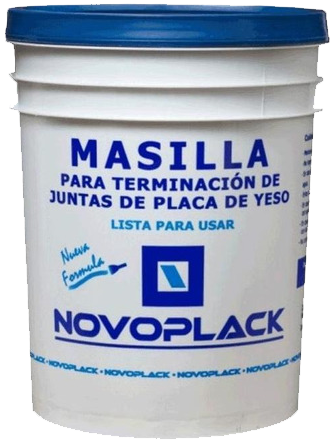 MASILLA
PARA TERMINACIÓN DE
JUNTAS DE PLACA DE YESO
LISTA PARA USAR
Nueva
Formula
NOVOPLACK
NOVOPLACK • NOVOPLACK • NOVOPLACK • NOVOPLACK